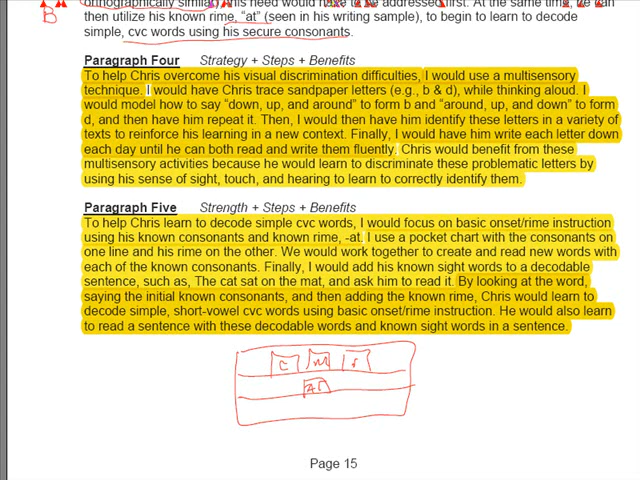 orthographically similar, this need would have to be addressed first. At the same time, he can
then utilize his known rime, “at” (seen in his writing sample), to begin to learn to decode
B
simple, cvc words using his secure consonants.
Paragraph Four Strategy + Steps + Benefits
To help Chris overcome his visual discrimination difficulties, I would use a multisensory
technique. I would have Chris trace sandpaper letters (e.g., b & d), while thinking aloud. I
would model how to say “down, up, and around” to form b and “around, up, and down” to form
d, and then have him repeat it. Then, I would then have him identify these letters in a variety of
texts to reinforce his learning in a new context. Finally, I would have him write each letter down
each day until he can both read and write them fluently. Chris would benefit from these
multisensory activities because he would learn to discriminate these problematic letters by
using his sense of sight, touch, and hearing to learn to correctly identify them.
Paragraph Five Strength + Steps + Benefits
To help Chris learn to decode simple cvc words, I would focus on basic onset/rime instruction
using his known consonants and known rime, -at. I use a pocket chart with the consonants on
one line and his rime on the other. We would work together to create and read new words with
each of the known consonants. Finally, I would add his known sight words to a decodable
sentence, such as, The cat sat on the mat, and ask him to read it. By looking at the word,
saying the initial known consonants, and then adding the known rime, Chris would learn to
decode simple, short-vowel cvc words using basic onset/rime instruction. He would also learn
to read a sentence with these decodable words and known sight words in a sentence.
C M S
AT
Page 15